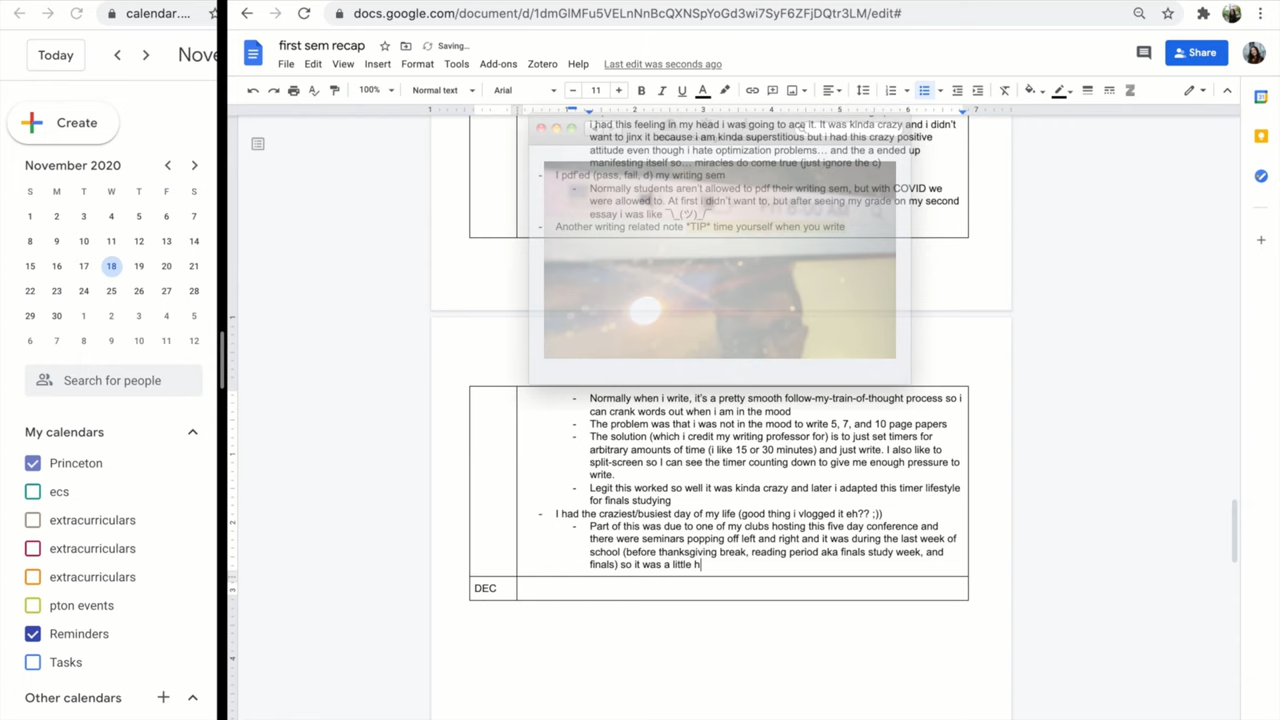 calendar....
docs.google.com/document/d/1dmGlMFu5VELnNnBcQXNSpYoGd3wi7SyF6ZFjDQtr3LM/edit#
Today
Nove
first sem recap
Saving...
File Edit View Insert Format Tools Add-ons Zotero Help Last edit was seconds ago
Share
100% Normal text Arial 11
Create
November 2020
S M T W T F S
1 2 3 4 5 6 7
8 9 10 11 12 13 14
15 16 17 18 19 20 21
22 23 24 25 26 27 28
29 30 1 2 3 4 5
6 7 8 9 10 11 12
Search for people
My calendars
Princeton
ecs
extracurriculars
extracurriculars
extracurriculars
pton events
Reminders
Tasks
Other calendars
1 2 3 6 7
i had this feeling in my head i was going to ace it. It was kinda crazy and i didn't
want to jinx it because i am kinda superstitious but i had this crazy positive
attitude even though i hate optimization problems... and the a ended up
manifesting itself so... miracles do come true (just ignore the c)
- I pdf'ed (pass, fail, d) my writing sem
- Normally students aren't allowed to pdf their writing sem, but with COVID we
were allowed to. At first i didn't want to, but after seeing my grade on my second
essay i was like ¯\_(ツ)_/¯
- Another writing related note *TIP* time yourself when you write
- Normally when i write, it's a pretty smooth follow-my-train-of-thought process so i
can crank words out when i am in the mood
- The problem was that i was not in the mood to write 5, 7, and 10 page papers
- The solution (which i credit my writing professor for) is to just set timers for
arbitrary amounts of time (i like 15 or 30 minutes) and just write. I also like to
split-screen so I can see the timer counting down to give me enough pressure to
write.
- Legit this worked so well it was kinda crazy and later i adapted this timer lifestyle
for finals studying
- I had the craziest/busiest day of my life (good thing i vlogged it eh?? ;))
- Part of this was due to one of my clubs hosting this five day conference and
there were seminars popping off left and right and it was during the last week of
school (before thanksgiving break, reading period aka finals study week, and
finals) so it was a little h
DEC